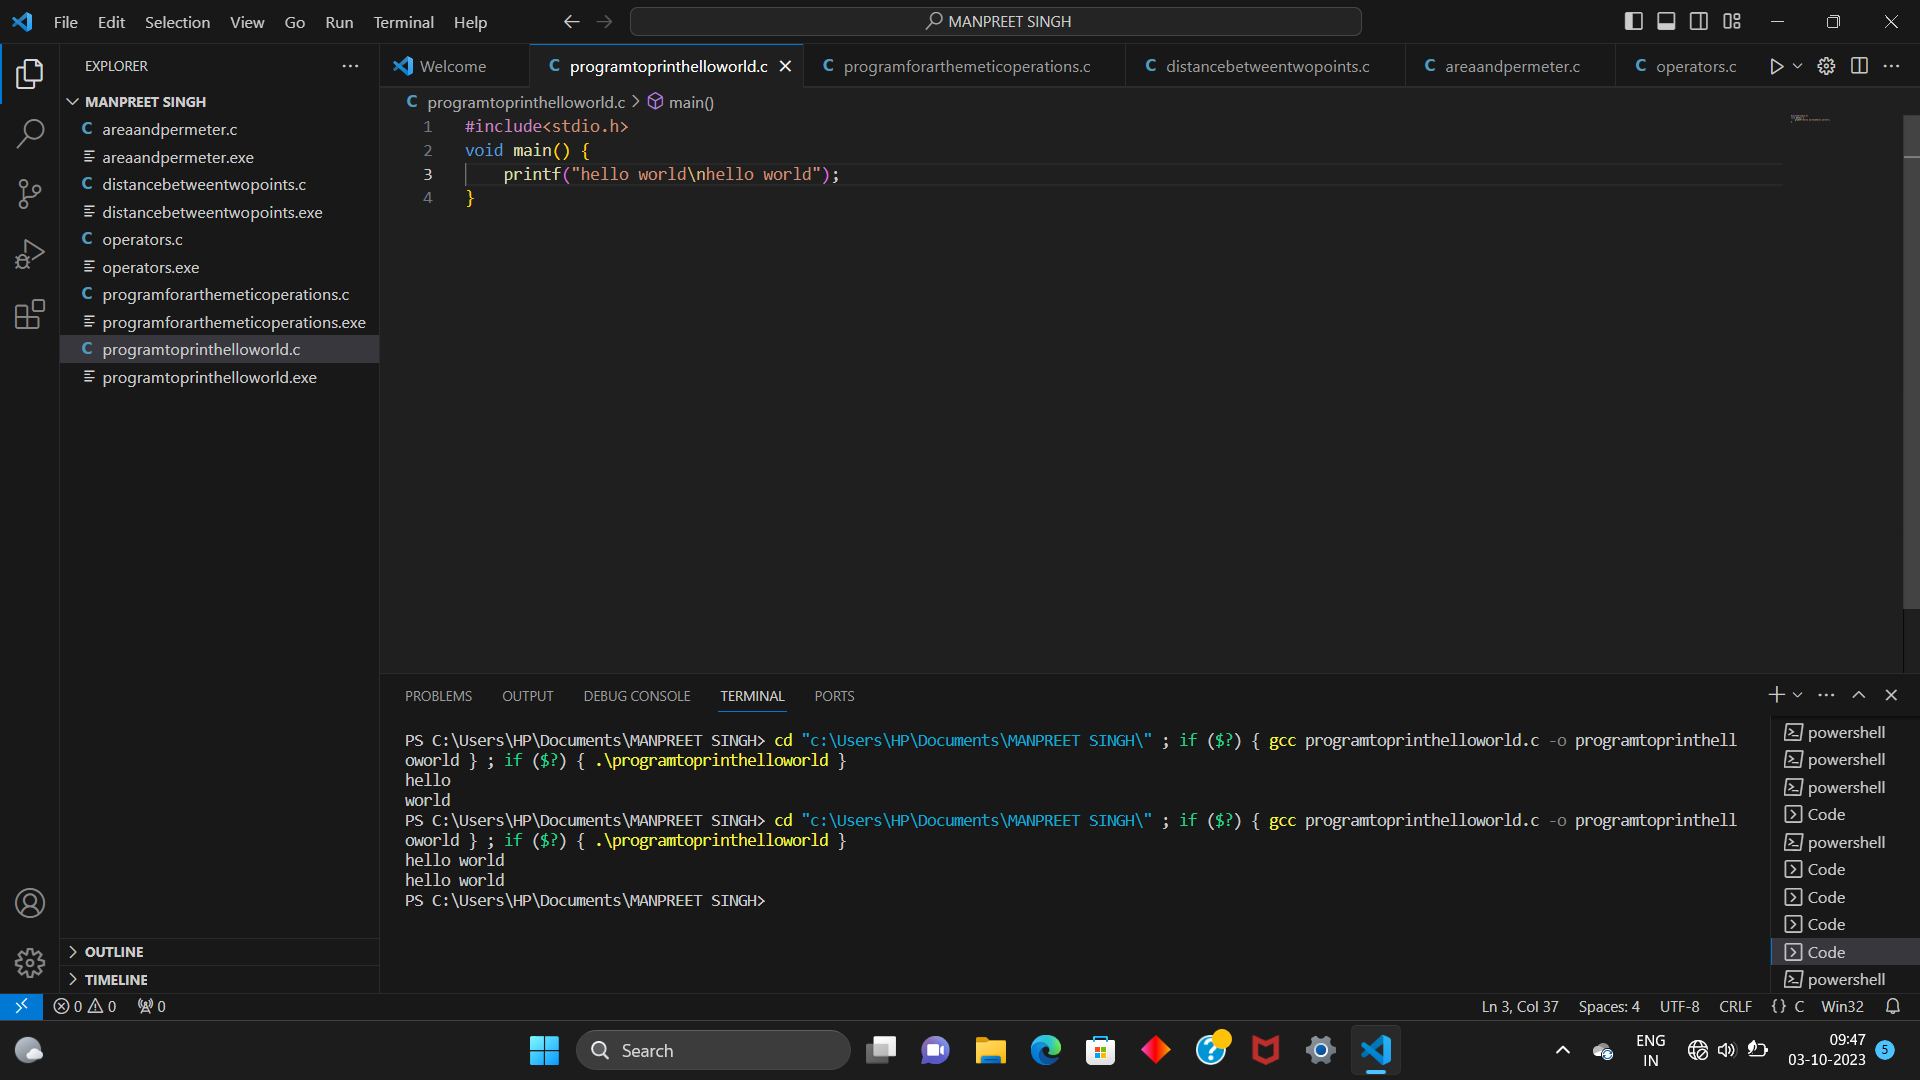 File Edit Selection View Go Run Terminal Help
MANPREET SINGH
EXPLORER
MANPREET SINGH
areaandpermeter.c
areaandpermeter.exe
distancebetweentwopoints.c
distancebetweentwopoints.exe
operators.c
operators.exe
programforarthemeticoperations.c
programforarthemeticoperations.exe
programtoprinthelloworld.c
programtoprinthelloworld.exe
OUTLINE
TIMELINE
Welcome C programtoprinthelloworld.c C programforarthemeticoperations.c C distancebetweentwopoints.c C areaandpermeter.c C operators.c
C programtoprinthelloworld.c > main()
1 #include<stdio.h>
2 void main() {
3 printf("hello world\nhello world");
4 }
PROBLEMS OUTPUT DEBUG CONSOLE TERMINAL PORTS
PS C:\Users\HP\Documents\MANPREET SINGH> cd "c:\Users\HP\Documents\MANPREET SINGH\" ; if ($?) { gcc programtoprinthelloworld.c -o programtoprinthell
oworld } ; if ($?) { .\programtoprinthelloworld }
hello
world
PS C:\Users\HP\Documents\MANPREET SINGH> cd "c:\Users\HP\Documents\MANPREET SINGH\" ; if ($?) { gcc programtoprinthelloworld.c -o programtoprinthell
oworld } ; if ($?) { .\programtoprinthelloworld }
hello world
hello world
PS C:\Users\HP\Documents\MANPREET SINGH>
powershell
powershell
powershell
Code
powershell
Code
Code
Code
Code
powershell
0 0 0 Ln 3, Col 37 Spaces: 4 UTF-8 CRLF {} C Win32
Search
ENG
IN
09:47
03-10-2023
5